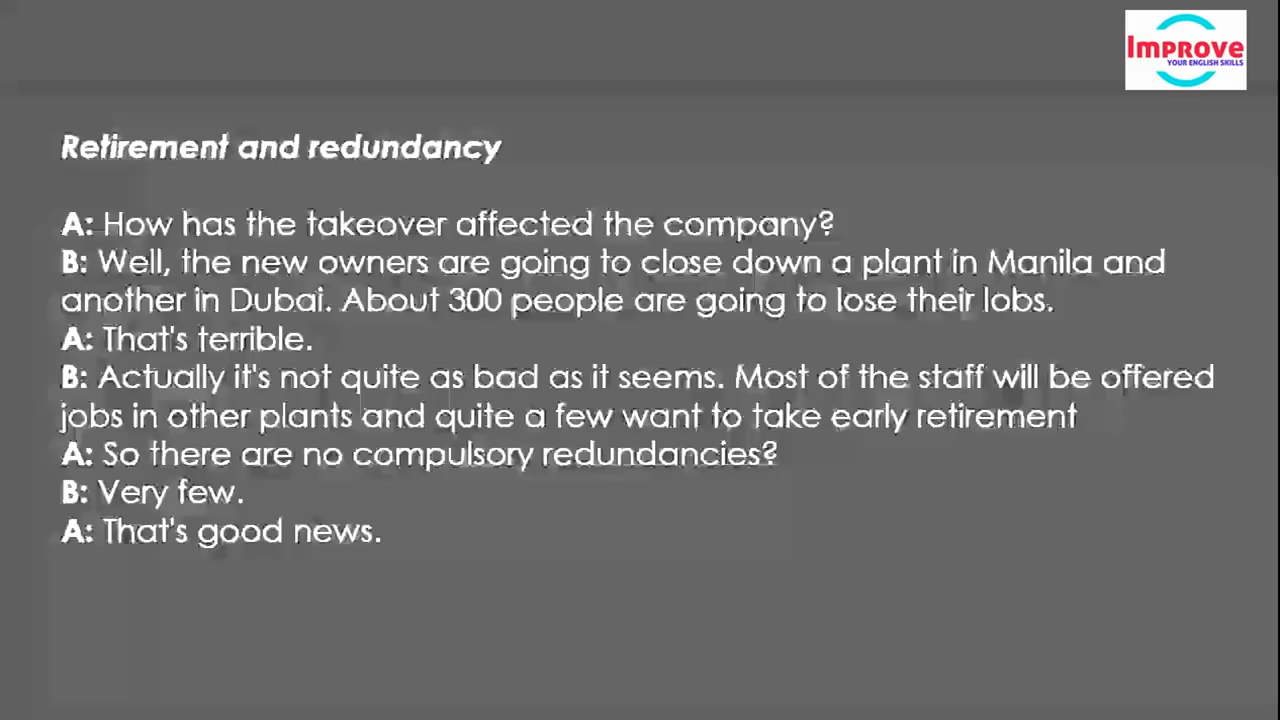 Improve
YOUR ENGLISH SKILLS
Retirement and redundancy
A: How has the takeover affected the company?
B: Well, the new owners are going to close down a plant in Manila and
another in Dubai. About 300 people are going to lose their lobs.
A: That's terrible.
B: Actually it's not quite as bad as it seems. Most of the staff will be offered
jobs in other plants and quite a few want to take early retirement
A: So there are no compulsory redundancies?
B: Very few.
A: That's good news.